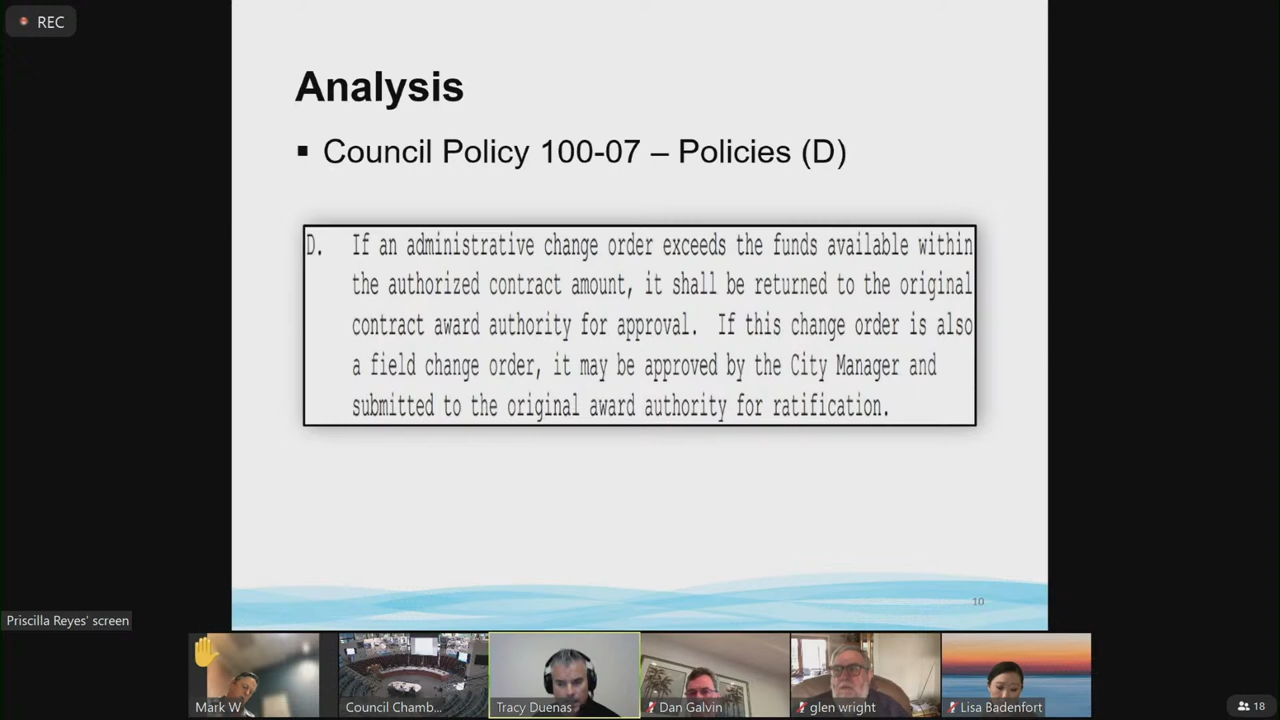 REC
Analysis
▪ Council Policy 100-07 – Policies (D)
D. If an administrative change order exceeds the funds available within
the authorized contract amount, it shall be returned to the original
contract award authority for approval. If this change order is also
a field change order, it may be approved by the City Manager and
submitted to the original award authority for ratification.
10
Priscilla Reyes' screen
Mark W
Council Chamb...
Tracy Duenas
Dan Galvin
glen wright
Lisa Badenfort
18